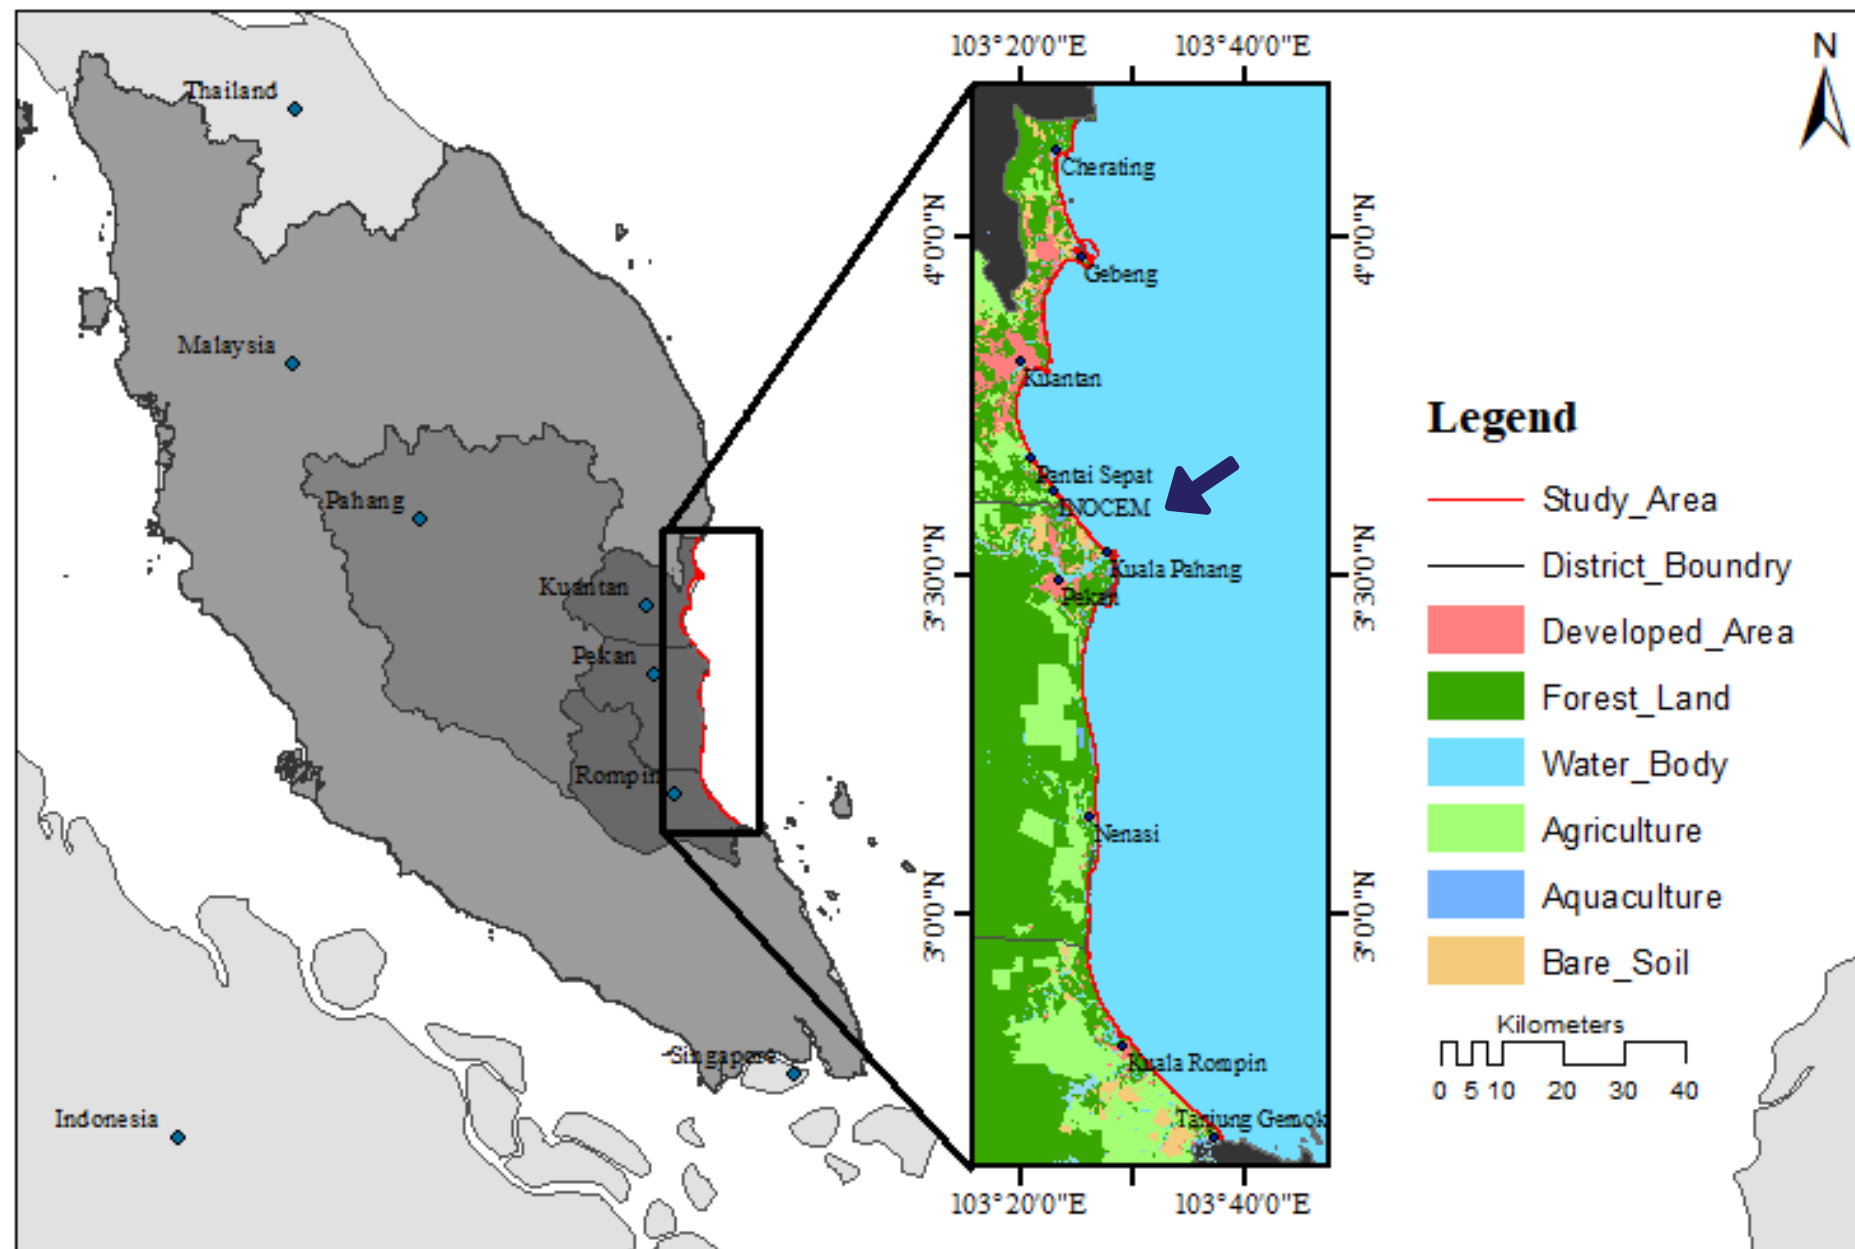 Thailand
Malaysia
Pahang
Kuantan
Pekan
Rompin
Singapore
Indonesia
103°20'0"E
103°40'0"E
4°0'0"N
3°30'0"N
3°0'0"N
Cherating
Gebeng
Kuantan
Pantai Sepat
INOCEM
Kuala Pahang
Pekan
Nenasi
Kuala Rompin
Tanjung Gemok
4°0'0"N
3°30'0"N
3°0'0"N
103°20'0"E
103°40'0"E
N
Legend
Study_Area
District_Boundry
Developed_Area
Forest_Land
Water_Body
Agriculture
Aquaculture
Bare_Soil
Kilometers
0 5 10 20 30 40